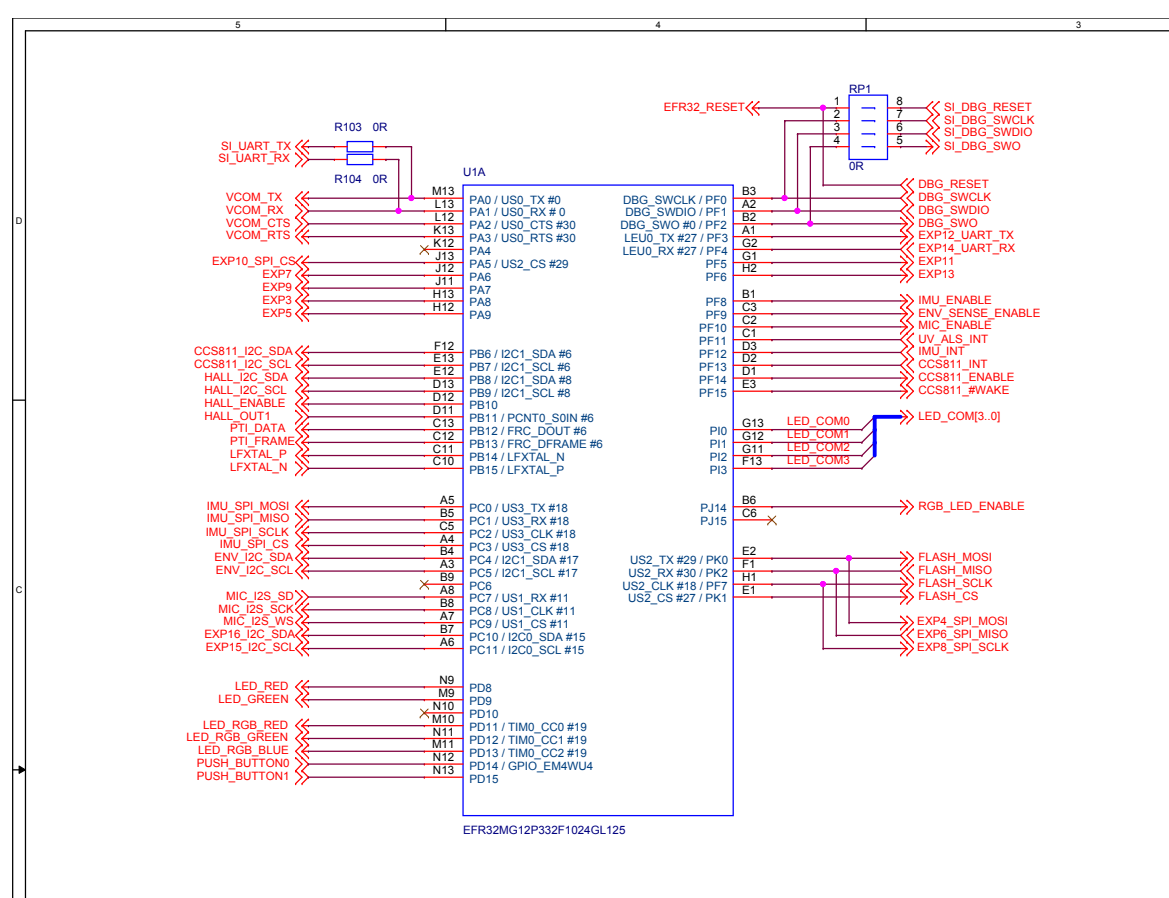 5 4 3
D
C
RP1
EFR32_RESET 1 8 SI_DBG_RESET
2 7 SI_DBG_SWCLK
3 6 SI_DBG_SWDIO
4 5 SI_DBG_SWO
0R
R103 0R
SI_UART_TX
SI_UART_RX
R104 0R
U1A
VCOM_TX M13 PA0 / US0_TX #0
VCOM_RX L13 PA1 / US0_RX # 0
VCOM_CTS L12 PA2 / US0_CTS #30
VCOM_RTS K13 PA3 / US0_RTS #30
K12 PA4
EXP10_SPI_CS J13 PA5 / US2_CS #29
EXP7 J12 PA6
EXP9 J11 PA7
EXP3 H13 PA8
EXP5 H12 PA9
CCS811_I2C_SDA F12 PB6 / I2C1_SDA #6
CCS811_I2C_SCL E13 PB7 / I2C1_SCL #6
HALL_I2C_SDA E12 PB8 / I2C1_SDA #8
HALL_I2C_SCL D13 PB9 / I2C1_SCL #8
HALL_ENABLE D12 PB10
HALL_OUT1 D11 PB11 / PCNT0_S0IN #6
PTI_DATA C13 PB12 / FRC_DOUT #6
PTI_FRAME C12 PB13 / FRC_DFRAME #6
LFXTAL_P C11 PB14 / LFXTAL_N
LFXTAL_N C10 PB15 / LFXTAL_P
IMU_SPI_MOSI A5 PC0 / US3_TX #18
IMU_SPI_MISO B5 PC1 / US3_RX #18
IMU_SPI_SCLK C5 PC2 / US3_CLK #18
IMU_SPI_CS A4 PC3 / US3_CS #18
ENV_I2C_SDA B4 PC4 / I2C1_SDA #17
ENV_I2C_SCL A3 PC5 / I2C1_SCL #17
B9 PC6
MIC_I2S_SD A8 PC7 / US1_RX #11
MIC_I2S_SCK B8 PC8 / US1_CLK #11
MIC_I2S_WS A7 PC9 / US1_CS #11
EXP16_I2C_SDA B7 PC10 / I2C0_SDA #15
EXP15_I2C_SCL A6 PC11 / I2C0_SCL #15
LED_RED N9 PD8
LED_GREEN M9 PD9
N10 PD10
LED_RGB_RED M10 PD11 / TIM0_CC0 #19
LED_RGB_GREEN N11 PD12 / TIM0_CC1 #19
LED_RGB_BLUE M11 PD13 / TIM0_CC2 #19
PUSH_BUTTON0 N12 PD14 / GPIO_EM4WU4
PUSH_BUTTON1 N13 PD15
DBG_RESET
DBG_SWCLK / PF0 B3 DBG_SWCLK
DBG_SWDIO / PF1 A2 DBG_SWDIO
DBG_SWO #0 / PF2 B2 DBG_SWO
LEU0_TX #27 / PF3 A1 EXP12_UART_TX
LEU0_RX #27 / PF4 G2 EXP14_UART_RX
PF5 G1 EXP11
PF6 H2 EXP13
PF8 B1 IMU_ENABLE
PF9 C3 ENV_SENSE_ENABLE
PF10 C2 MIC_ENABLE
PF11 C1 UV_ALS_INT
PF12 D3 IMU_INT
PF13 D2 CCS811_INT
PF14 D1 CCS811_ENABLE
PF15 E3 CCS811_#WAKE
LED_COM[3..0]
PI0 G13 LED_COM0
PI1 G12 LED_COM1
PI2 G11 LED_COM2
PI3 F13 LED_COM3
PJ14 B6 RGB_LED_ENABLE
PJ15 C6
US2_TX #29 / PK0 E2 FLASH_MOSI
US2_RX #30 / PK2 F1 FLASH_MISO
US2_CLK #18 / PF7 H1 FLASH_SCLK
US2_CS #27 / PK1 E1 FLASH_CS
EXP4_SPI_MOSI
EXP6_SPI_MISO
EXP8_SPI_SCLK
EFR32MG12P332F1024GL125